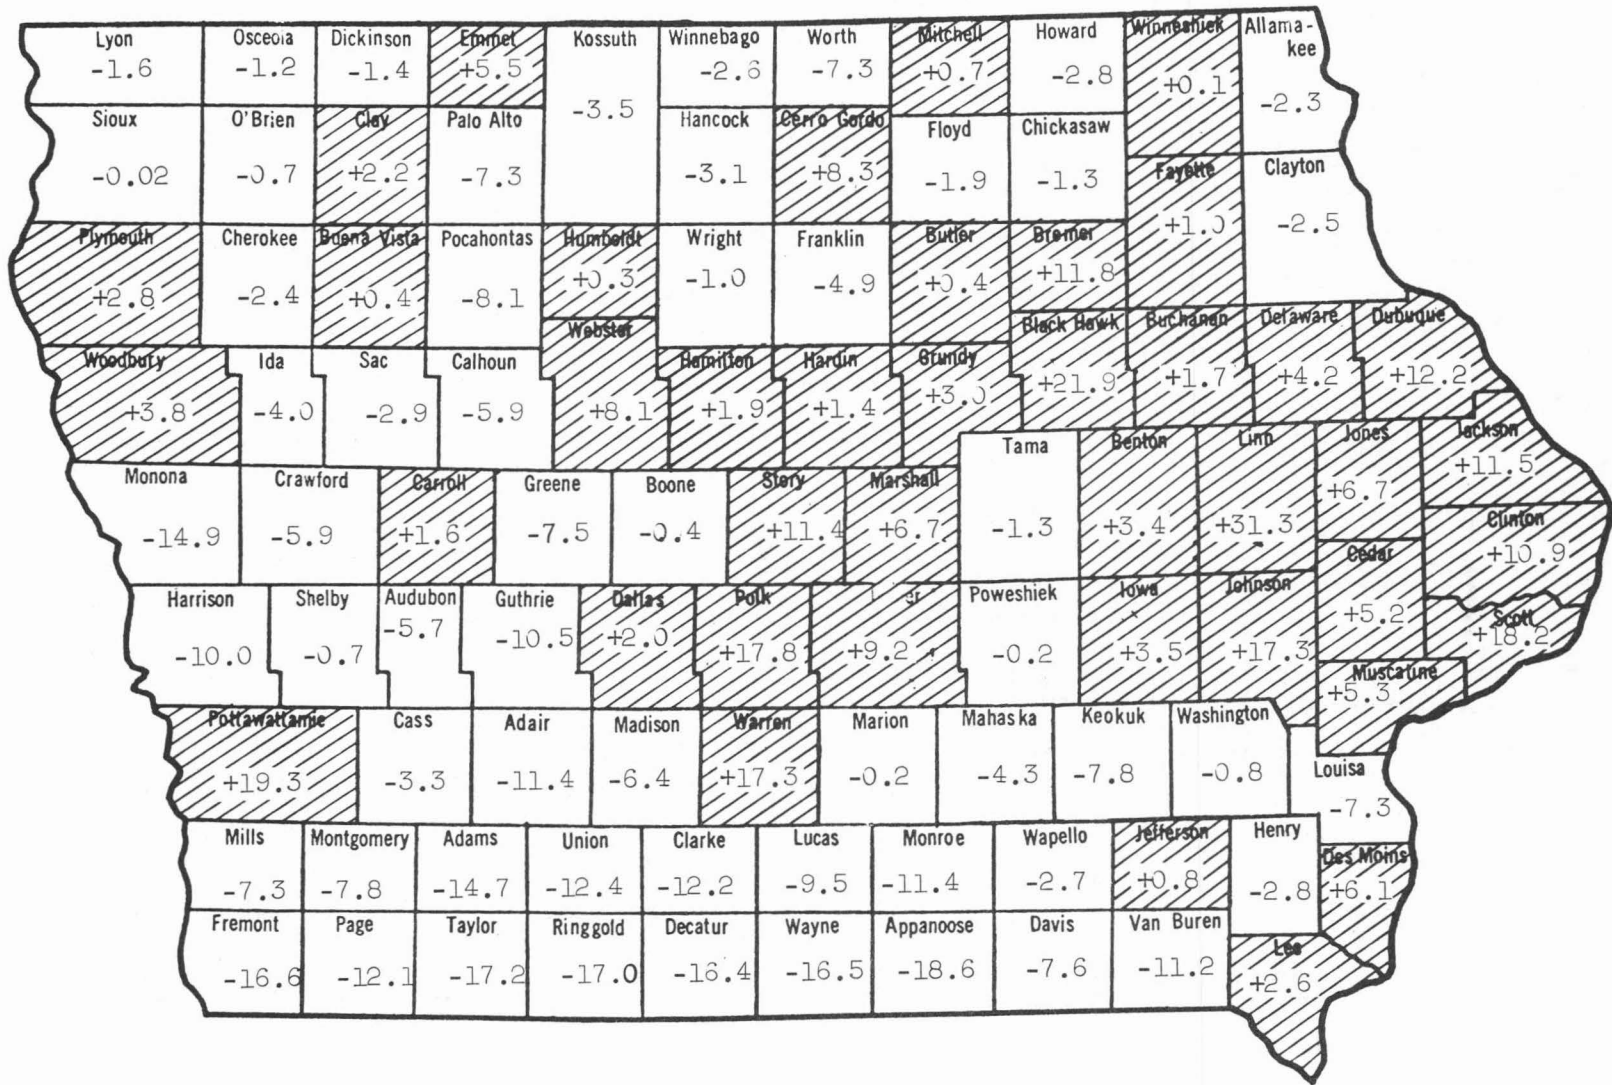 Lyon
-1.6
Osceola
-1.2
Dickinson
-1.4
Emmet
+5.5
Kossuth
-3.5
Winnebago
-2.6
Worth
-7.3
Mitchell
+0.7
Howard
-2.8
Winneshiek
+0.1
Allama-
kee
-2.3
Sioux
-0.02
O'Brien
-0.7
Clay
+2.2
Palo Alto
-7.3
Hancock
-3.1
Cerro Gordo
+8.3
Floyd
-1.9
Chickasaw
-1.3
Fayette
+1.0
Clayton
-2.5
Plymouth
+2.8
Cherokee
-2.4
Buena Vista
+0.4
Pocahontas
-8.1
Humboldt
+0.3
Wright
-1.0
Franklin
-4.9
Butler
+0.4
Bremer
+11.8
Woodbury
+3.8
Ida
-4.0
Sac
-2.9
Calhoun
-5.9
Webster
+8.1
Hamilton
+1.9
Hardin
+1.4
Grundy
+3.0
Black Hawk
+21.9
Buchanan
+1.7
Delaware
+4.2
Dubuque
+12.2
Monona
-14.9
Crawford
-5.9
Carroll
+1.6
Greene
-7.5
Boone
-0.4
Story
+11.4
Marshall
+6.7
Tama
-1.3
Benton
+3.4
Linn
+31.3
Jones
+6.7
Jackson
+11.5
Clinton
+10.9
Cedar
+5.2
Harrison
-10.0
Shelby
-0.7
Audubon
-5.7
Guthrie
-10.5
Dallas
+2.0
Polk
+17.8
er
+9.2
Poweshiek
-0.2
Iowa
+3.5
Johnson
+17.3
Scott
+18.2
Muscatine
+5.3
Pottawattamie
+19.3
Cass
-3.3
Adair
-11.4
Madison
-6.4
Warren
+17.3
Marion
-0.2
Mahaska
-4.3
Keokuk
-7.8
Washington
-0.8
Louisa
-7.3
Mills
-7.3
Montgomery
-7.8
Adams
-14.7
Union
-12.4
Clarke
-12.2
Lucas
-9.5
Monroe
-11.4
Wapello
-2.7
Jefferson
+0.8
Henry
-2.8
Des Moins
+6.1
Fremont
-16.6
Page
-12.1
Taylor
-17.2
Ringgold
-17.0
Decatur
-16.4
Wayne
-16.5
Appanoose
-18.6
Davis
-7.6
Van Buren
-11.2
Lee
+2.6